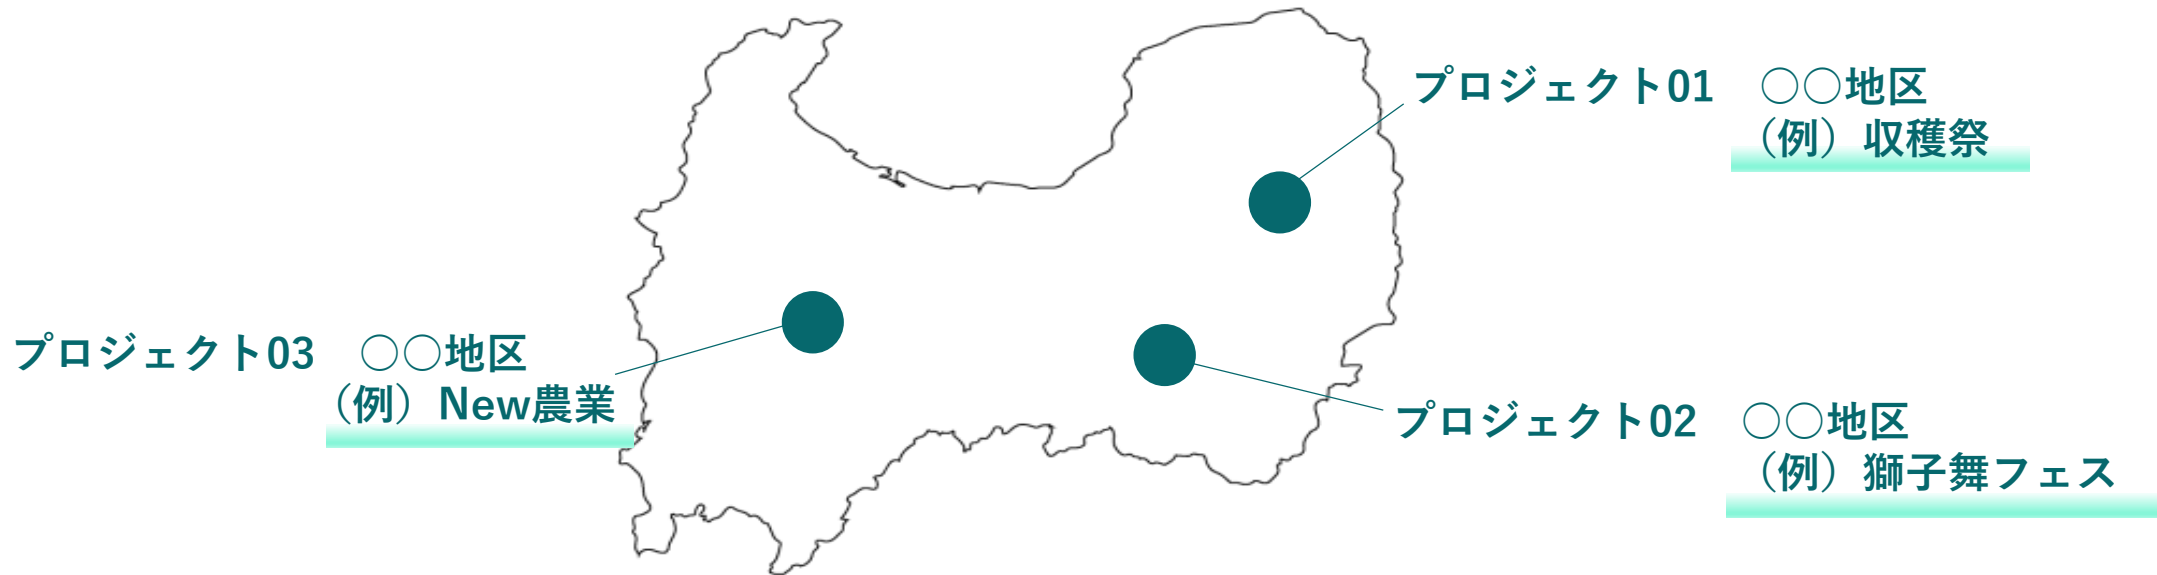 プロジェクト01　○○地区
（例）収穫祭
プロジェクト03　○○地区
（例）New農業
プロジェクト02　○○地区
（例）獅子舞フェス